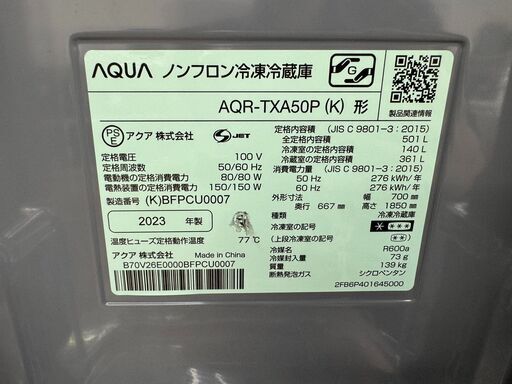 AQUA ノンフロン冷凍冷蔵庫
G
AQR-TXA50P (K) 形
製品関連情報
PSE アクア 株式会社 S-JET
定格電圧 100 V
定格周波数 50/60 Hz
電動機の定格消費電力 80/80 W
電熱装置の定格消費電力 150/150 W
製造番号 (K)BFPCU0007
2023 年製
温度ヒューズ定格動作温度 77℃
アクア 株式会社 Made in China
B70V26E0000BFPCU0007
定格内容積 (JIS C 9801-3:2015)
全定格内容積 501 L
冷凍室の定格内容積 140 L
冷蔵室の定格内容積 361 L
消費電力量 (JIS C 9801-3:2015)
50 Hz 276 kWh/年
60 Hz 276 kWh/年
外形寸法 幅 700㎜
奥行 667㎜ 高さ 1850㎜
種類 冷凍冷蔵庫
冷凍室の記号
(上段冷凍室の記号)
冷媒名 R600a
冷媒封入量 73 g
質量 139 kg
断熱発泡ガス シクロペンタン
2FB6P401645000